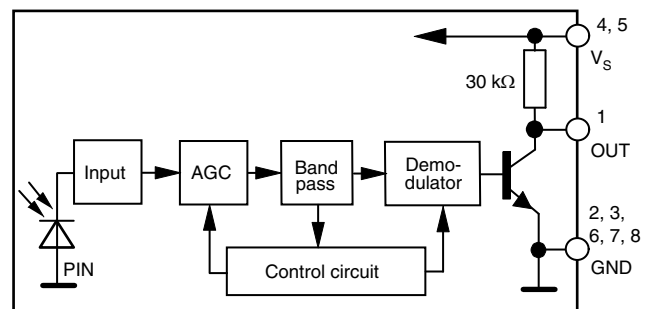 4, 5
V_S
30 kΩ
1
OUT
Input
AGC
Band
pass
Demo-
dulator
2, 3,
6, 7, 8
GND
PIN
Control circuit